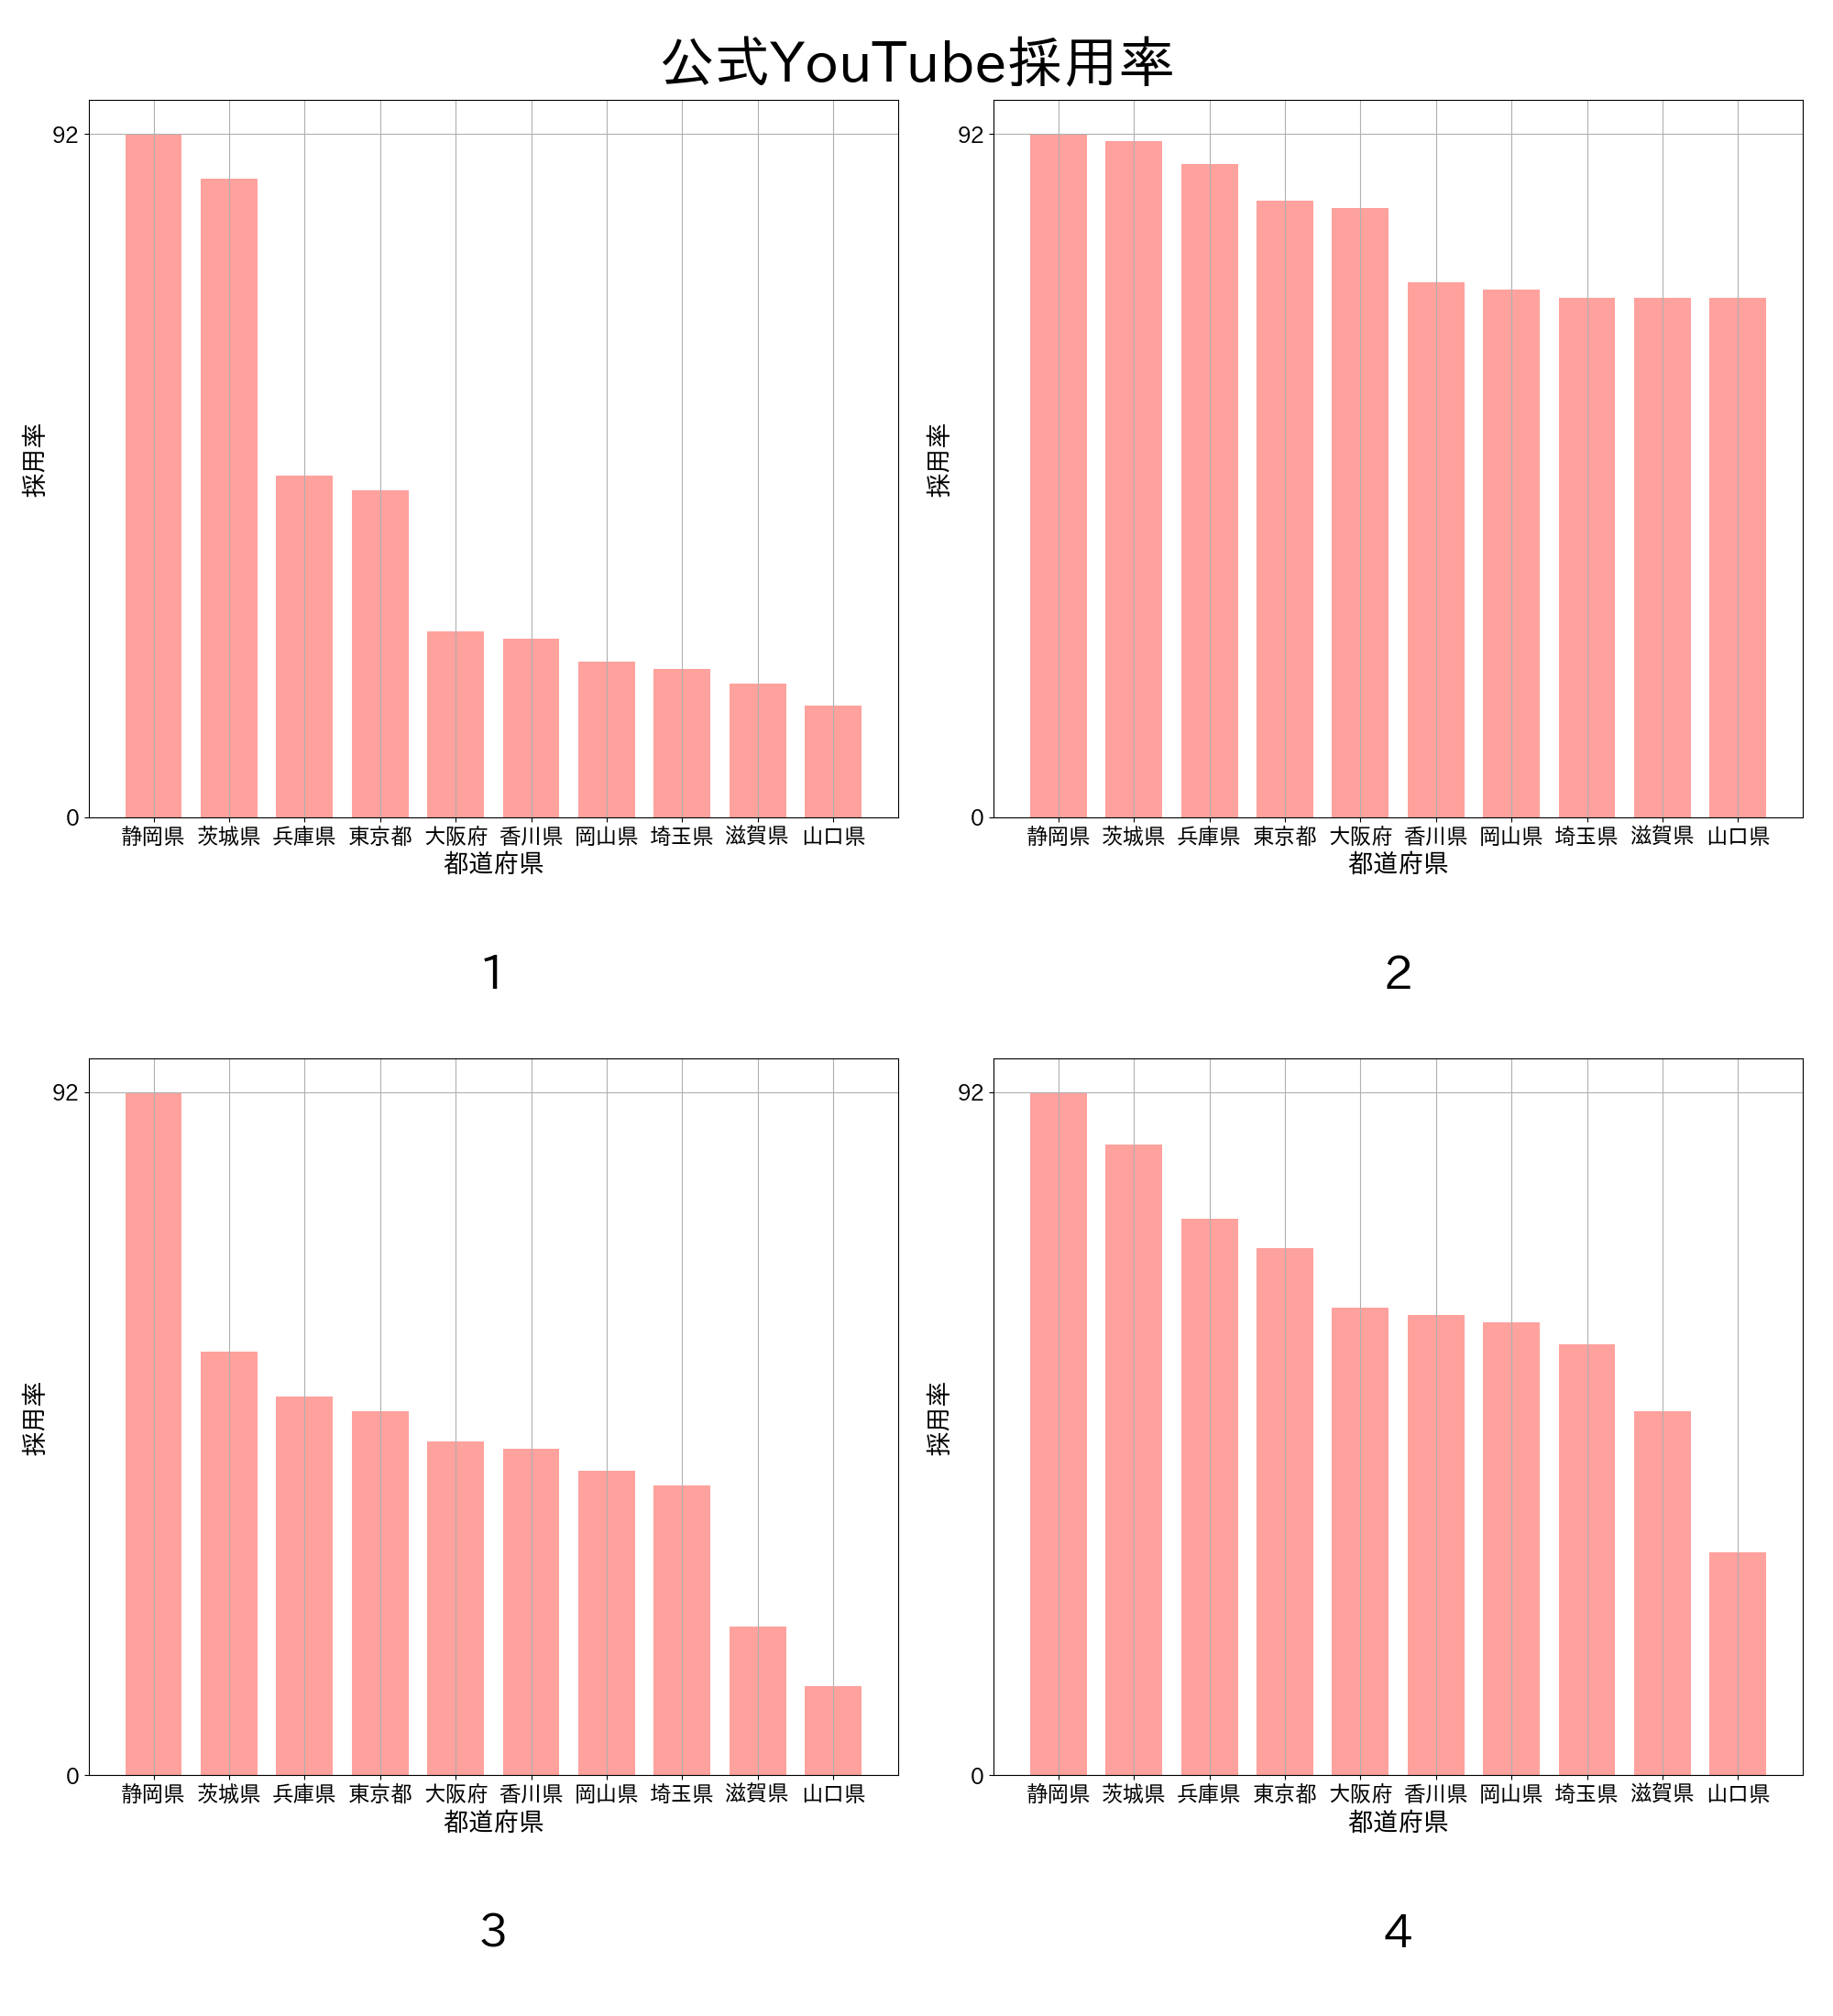 公式YouTube採用率
92
0
採用率
静岡県 茨城県 兵庫県 東京都 大阪府 香川県 岡山県 埼玉県 滋賀県 山口県
都道府県
1
92
0
採用率
静岡県 茨城県 兵庫県 東京都 大阪府 香川県 岡山県 埼玉県 滋賀県 山口県
都道府県
2
92
0
採用率
静岡県 茨城県 兵庫県 東京都 大阪府 香川県 岡山県 埼玉県 滋賀県 山口県
都道府県
3
92
0
採用率
静岡県 茨城県 兵庫県 東京都 大阪府 香川県 岡山県 埼玉県 滋賀県 山口県
都道府県
4